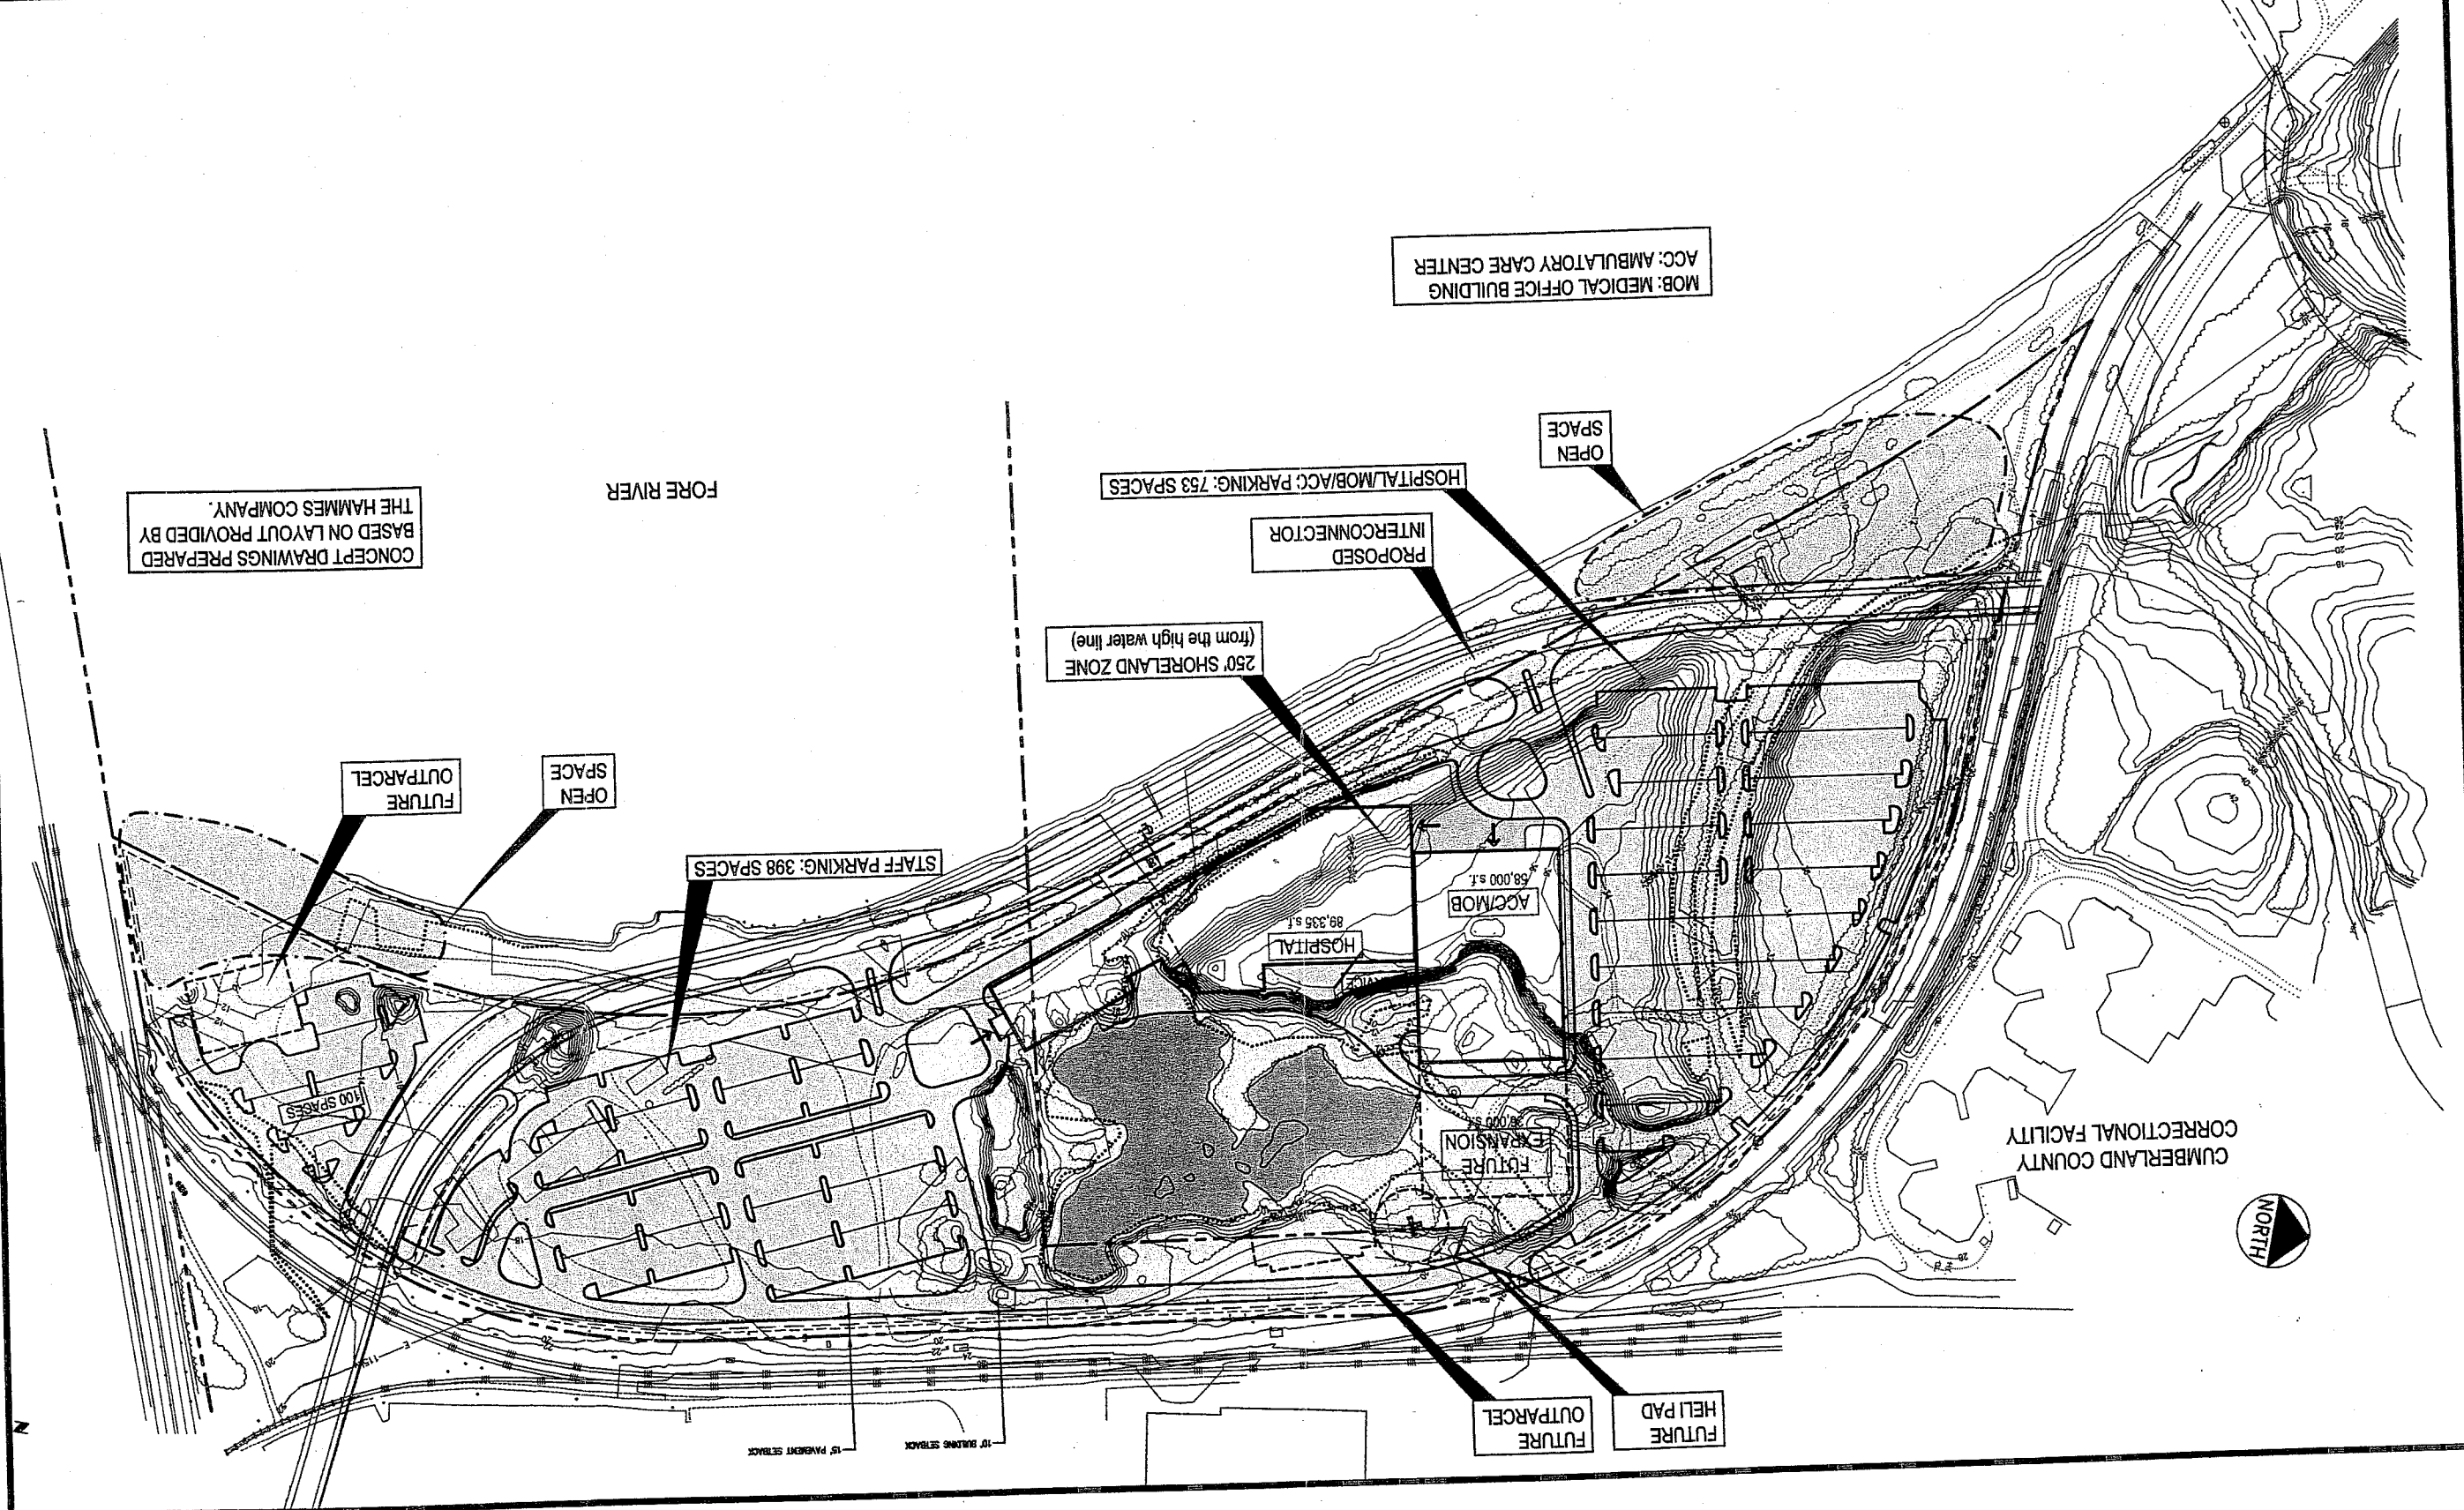 FUTURE
HELI PAD
FUTURE
OUTPARCEL
10' BUILDING SETBACK
15' PAVEMENT SETBACK
NORTH
CUMBERLAND COUNTY
CORRECTIONAL FACILITY
FUTURE
EXPANSION
ACC/MOB
58,000 s.f.
HOSPITAL
89,335 s.f.
100 SPACES
STAFF PARKING: 398 SPACES
OPEN
SPACE
FUTURE
OUTPARCEL
250' SHORELAND ZONE
(from the high water line)
PROPOSED
INTERCONNECTOR
HOSPITAL/MOB/ACC PARKING: 753 SPACES
OPEN
SPACE
FORE RIVER
CONCEPT DRAWINGS PREPARED
BASED ON LAYOUT PROVIDED BY
THE HAMMES COMPANY.
MOB: MEDICAL OFFICE BUILDING
ACC: AMBULATORY CARE CENTER